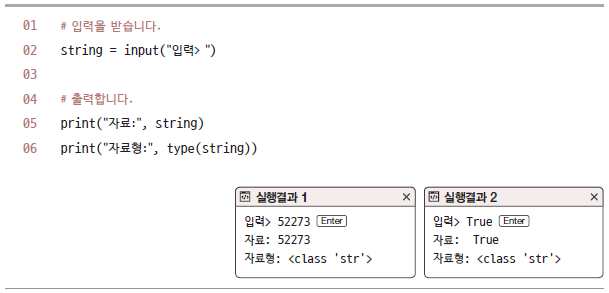 01 # 입력을 받습니다.
02 string = input("입력> ")
03
04 # 출력합니다.
05 print("자료:", string)
06 print("자료형:", type(string))
실행결과 1 ×
입력> 52273 Enter
자료: 52273
자료형: <class 'str'>
실행결과 2 ×
입력> True Enter
자료:  True
자료형: <class 'str'>